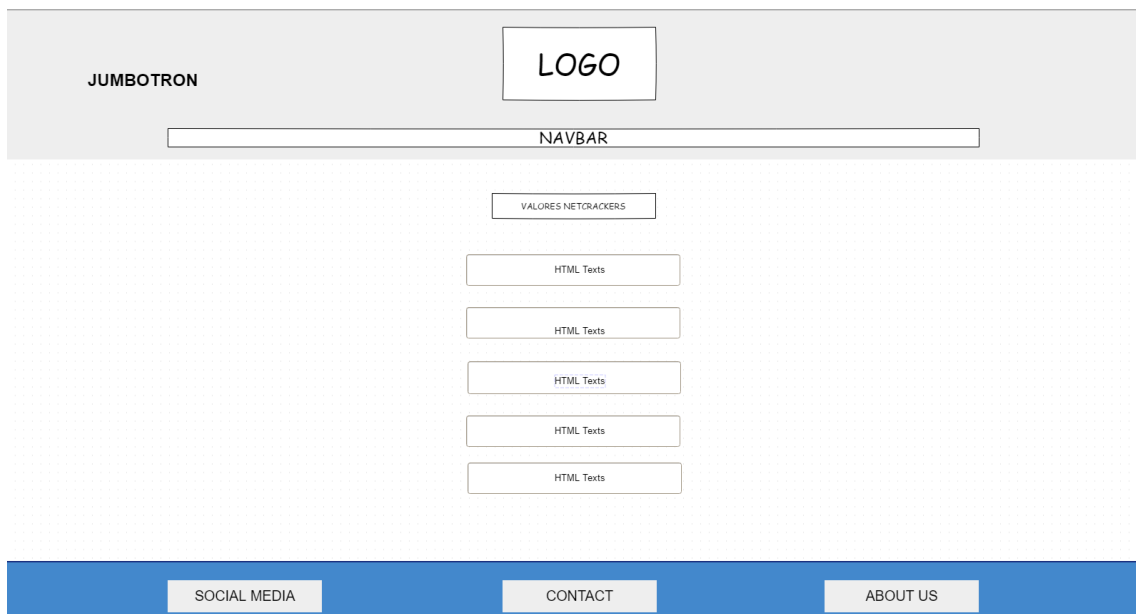 LOGO
JUMBOTRON
NAVBAR
VALORES NETCRACKERS
HTML Texts
HTML Texts
HTML Texts
HTML Texts
HTML Texts
SOCIAL MEDIA CONTACT ABOUT US